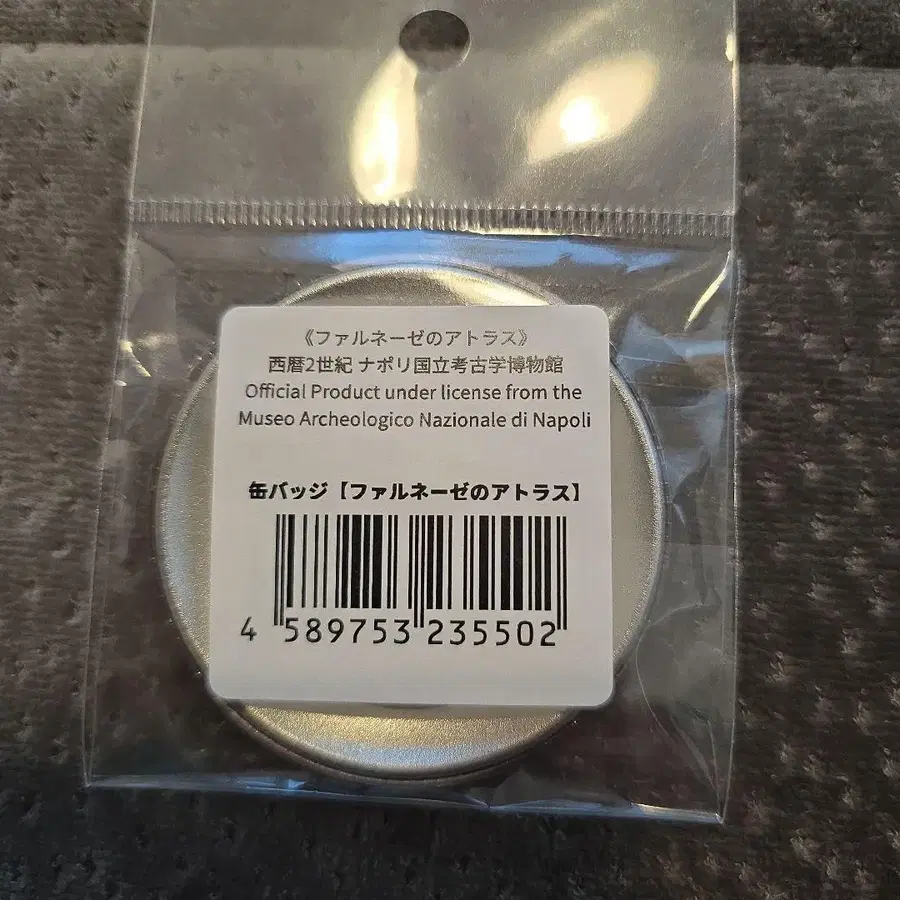 《ファルネーゼのアトラス》
西暦2世紀 ナポリ国立考古学博物館
Official Product under license from the
Museo Archeologico Nazionale di Napoli
缶バッジ【ファルネーゼのアトラス】
4 589753 235502